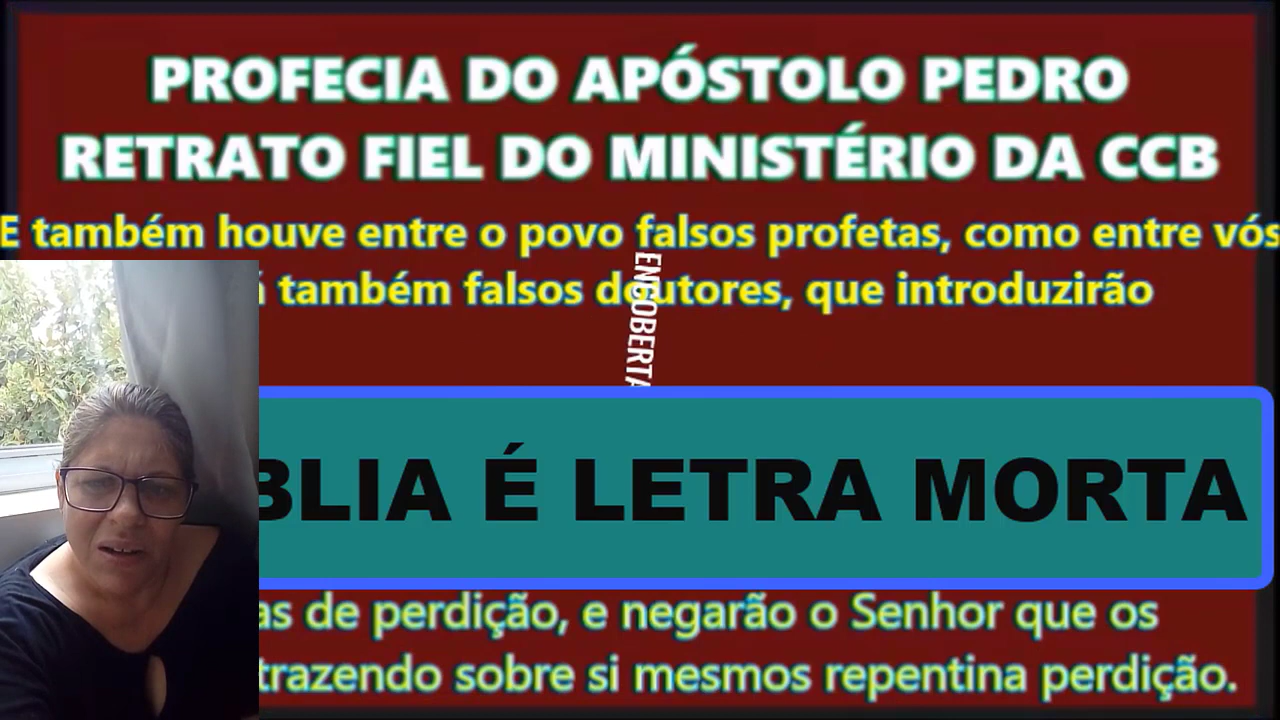 PROFECIA DO APÓSTOLO PEDRO
RETRATO FIEL DO MINISTÉRIO DA CCB
E também houve entre o povo falsos profetas, como entre vós
também falsos doutores, que introduzirão
ENCOBERTA
BLIA É LETRA MORTA
as de perdição, e negarão o Senhor que os
trazendo sobre si mesmos repentina perdição.